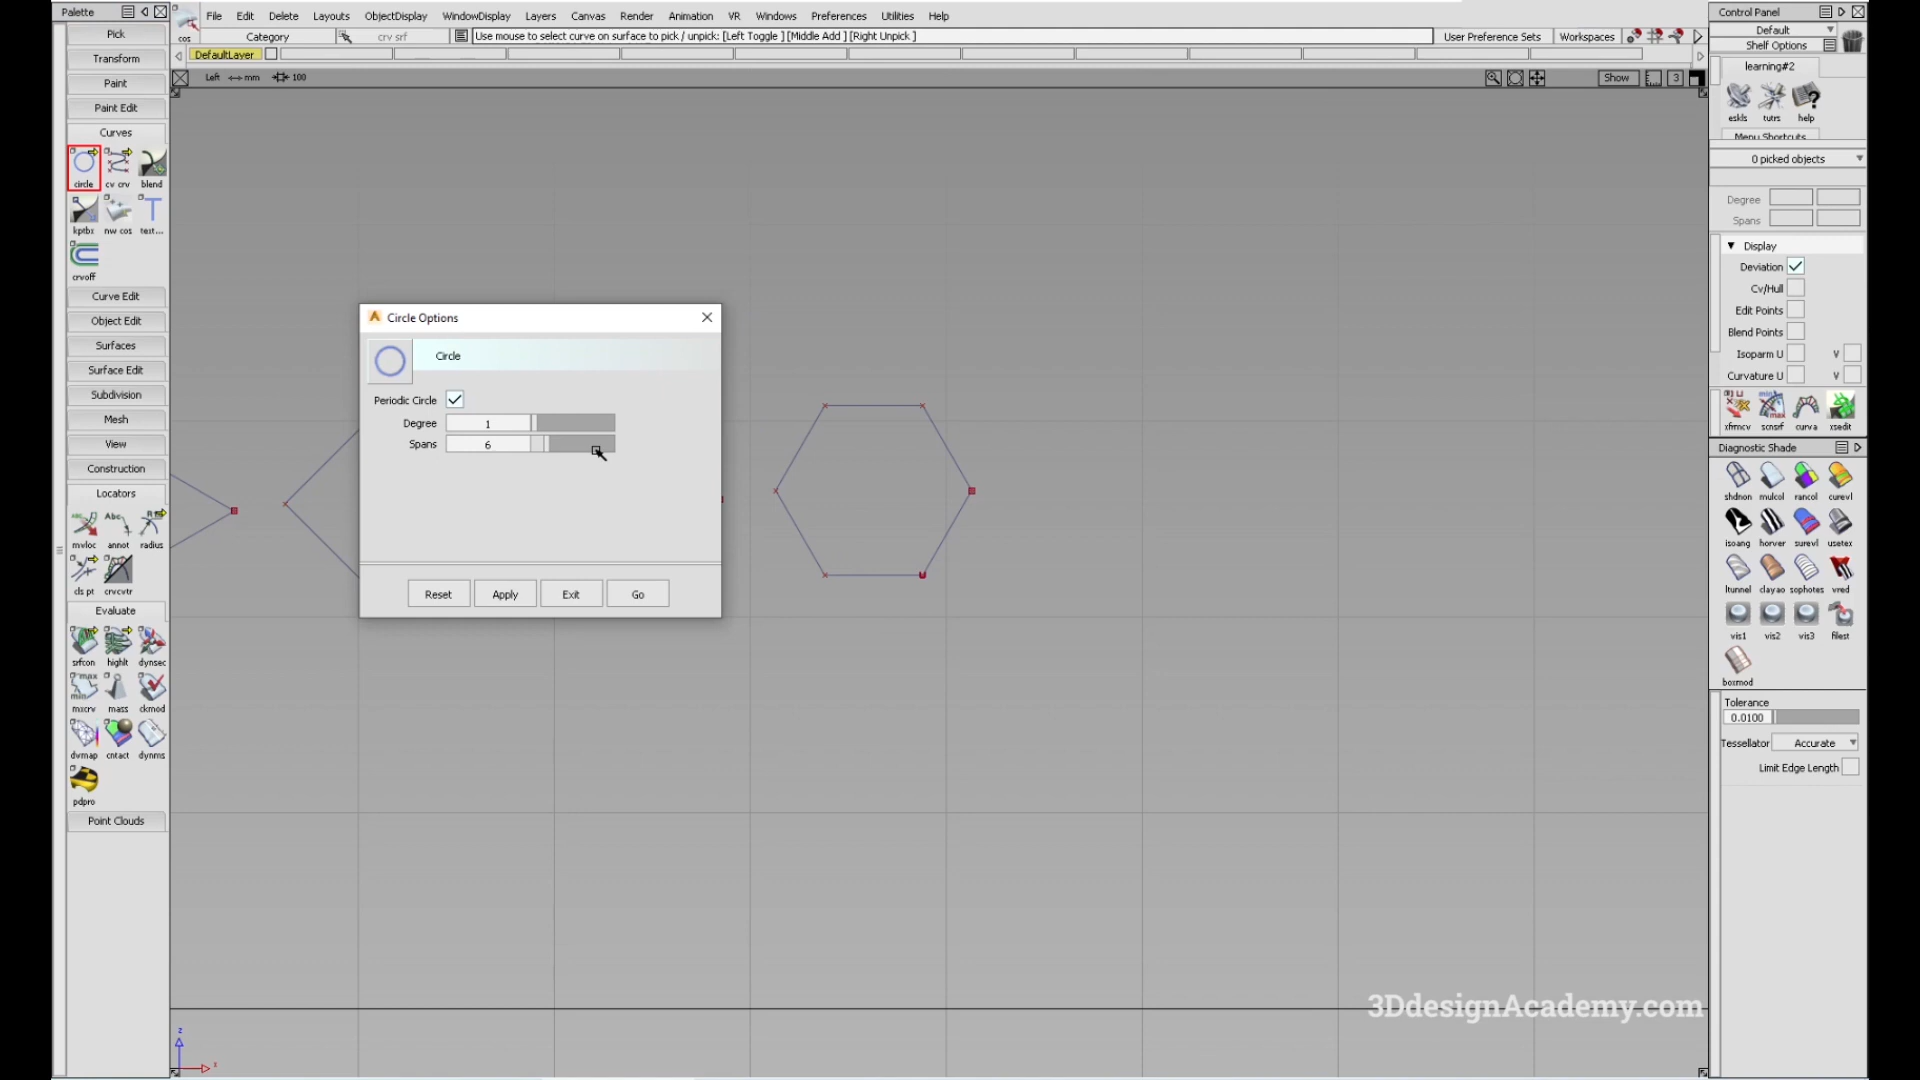 Palette
File Edit Delete Layouts ObjectDisplay WindowDisplay Layers Canvas Render Animation VR Windows Preferences Utilities Help
Control Panel
cos
Category
crv srf
Use mouse to select curve on surface to pick / unpick: [Left Toggle ] [Middle Add ] [Right Unpick ]
User Preference Sets
Workspaces
DefaultLayer
Left mm 100
Show
3
Pick
Transform
Paint
Paint Edit
Curves
circle cv crv blend
kptbx nw cos text...
crvoff
Curve Edit
Object Edit
Surfaces
Surface Edit
Subdivision
Mesh
View
Construction
Locators
mvloc annot radius
cls pt crvcvtr
Evaluate
srfcon highlt dynsec
mxcrv mass ckmod
dvmap cntact dynms
pdpro
Point Clouds
Circle Options
Circle
Periodic Circle
Degree 1
Spans 6
Reset Apply Exit Go
Default
Shelf Options
learning#2
eskls tutrs help
Menu Shortcuts
0 picked objects
Degree
Spans
Display
Deviation
Cv/Hull
Edit Points
Blend Points
Isoparm U V
Curvature U V
xfrmcv scnsrf curva xsedit
Diagnostic Shade
shdnon mulcol rancol curevl
isoang horver surevl usetex
ltunnel clayao sophotes vred
vis1 vis2 vis3 filest
boxmod
Tolerance
0.0100
Tessellator Accurate
Limit Edge Length
z
x
3DdesignAcademy.com